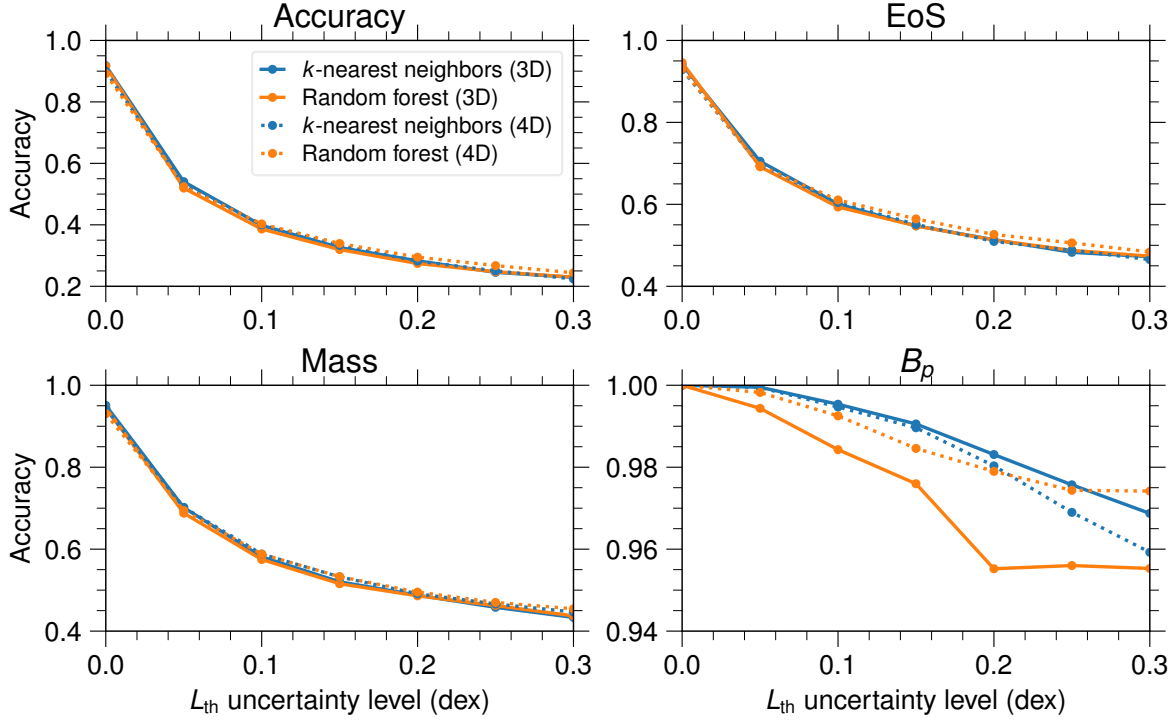 Accuracy
EoS
1.0
0.8
0.6
0.4
0.2
Accuracy
k-nearest neighbors (3D)
Random forest (3D)
k-nearest neighbors (4D)
Random forest (4D)
0.0 0.1 0.2 0.3
1.0
0.8
0.6
0.4
0.0 0.1 0.2 0.3
Mass
B_p
1.0
0.8
0.6
0.4
Accuracy
0.0 0.1 0.2 0.3
L_th uncertainty level (dex)
1.00
0.98
0.96
0.94
0.0 0.1 0.2 0.3
L_th uncertainty level (dex)